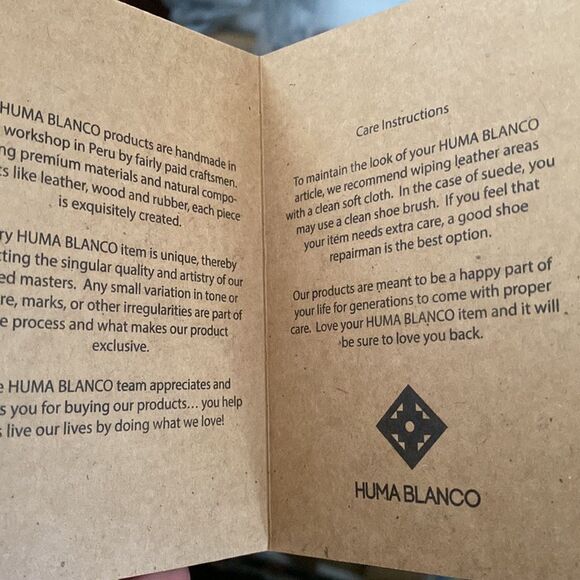 HUMA BLANCO products are handmade in
workshop in Peru by fairly paid craftsmen.
premium materials and natural compo-
like leather, wood and rubber, each piece
is exquisitely created.
HUMA BLANCO item is unique, thereby
the singular quality and artistry of our
masters. Any small variation in tone or
marks, or other irregularities are part of
process and what makes our product
exclusive.
HUMA BLANCO team appreciates and
you for buying our products... you help
live our lives by doing what we love!
Care Instructions
To maintain the look of your HUMA BLANCO
article, we recommend wiping leather areas
with a clean soft cloth. In the case of suede, you
may use a clean shoe brush. If you feel that
your item needs extra care, a good shoe
repairman is the best option.
Our products are meant to be a happy part of
your life for generations to come with proper
care. Love your HUMA BLANCO item and it will
be sure to love you back.
HUMA BLANCO